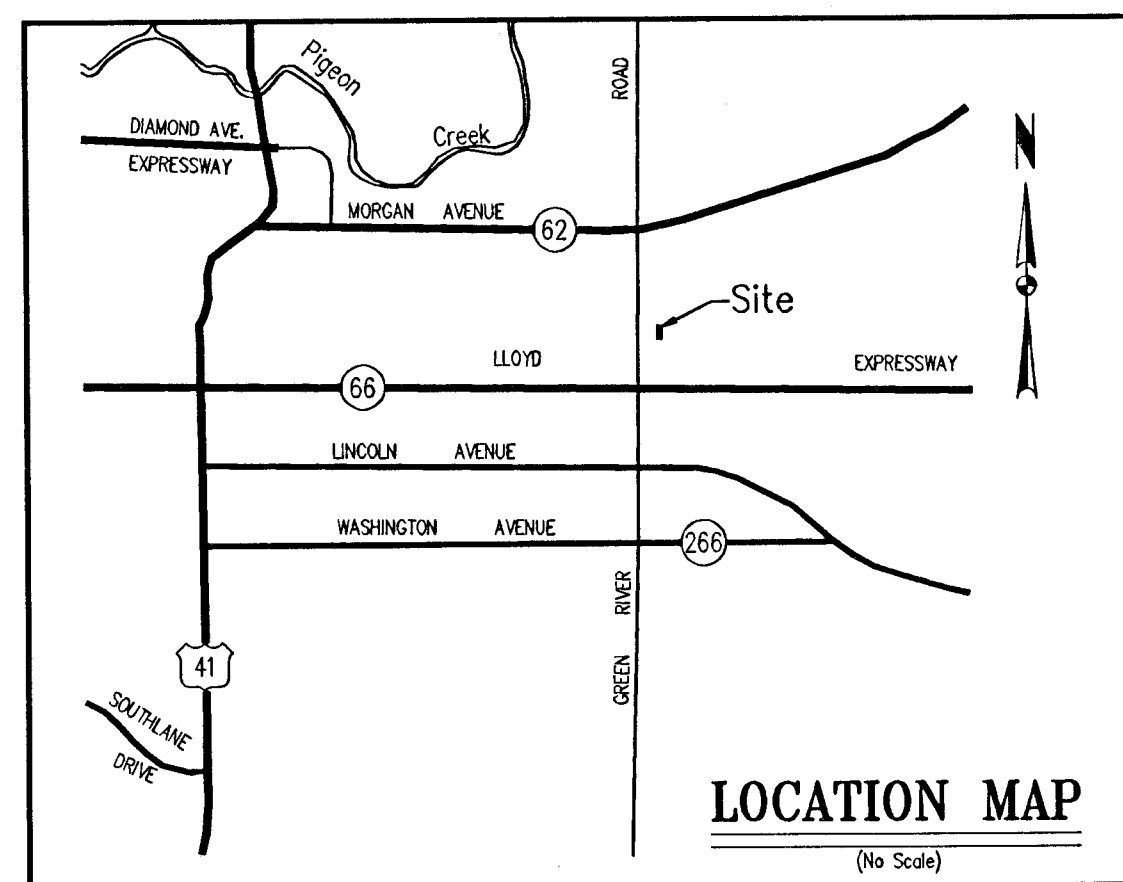 Pigeon
Creek
ROAD
DIAMOND AVE.
EXPRESSWAY
N
MORGAN AVENUE
62
Site
LLOYD EXPRESSWAY
66
LINCOLN AVENUE
WASHINGTON AVENUE
266
GREEN RIVER
41
SOUTHLANE
DRIVE
LOCATION MAP
(No Scale)